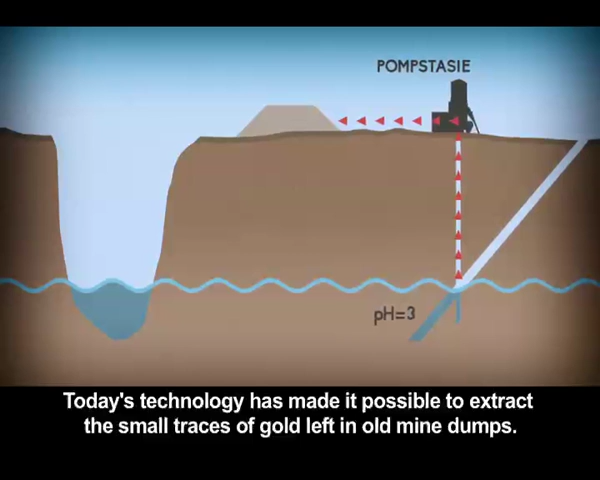 POMPSTASIE
pH=3
Today's technology has made it possible to extract
the small traces of gold left in old mine dumps.